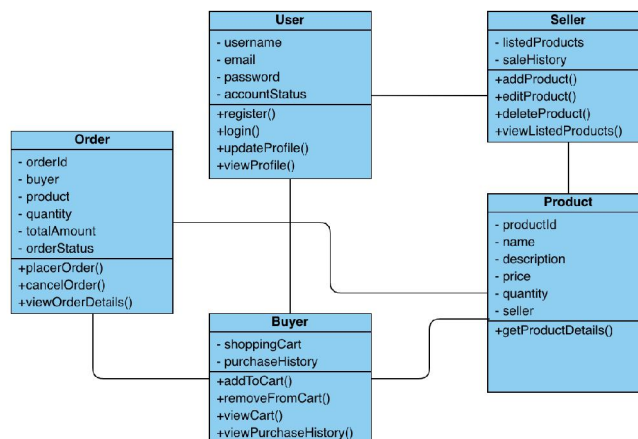 User
- username
- email
- password
- accountStatus
+register()
+login()
+updateProfile()
+viewProfile()
Seller
- listedProducts
- saleHistory
+addProduct()
+editProduct()
+deleteProduct()
+viewListedProducts()
Order
- orderId
- buyer
- product
- quantity
- totalAmount
- orderStatus
+placerOrder()
+cancelOrder()
+viewOrderDetails()
Product
- productId
- name
- description
- price
- quantity
- seller
+getProductDetails()
Buyer
- shoppingCart
- purchaseHistory
+addToCart()
+removeFromCart()
+viewCart()
+viewPurchaseHistory()